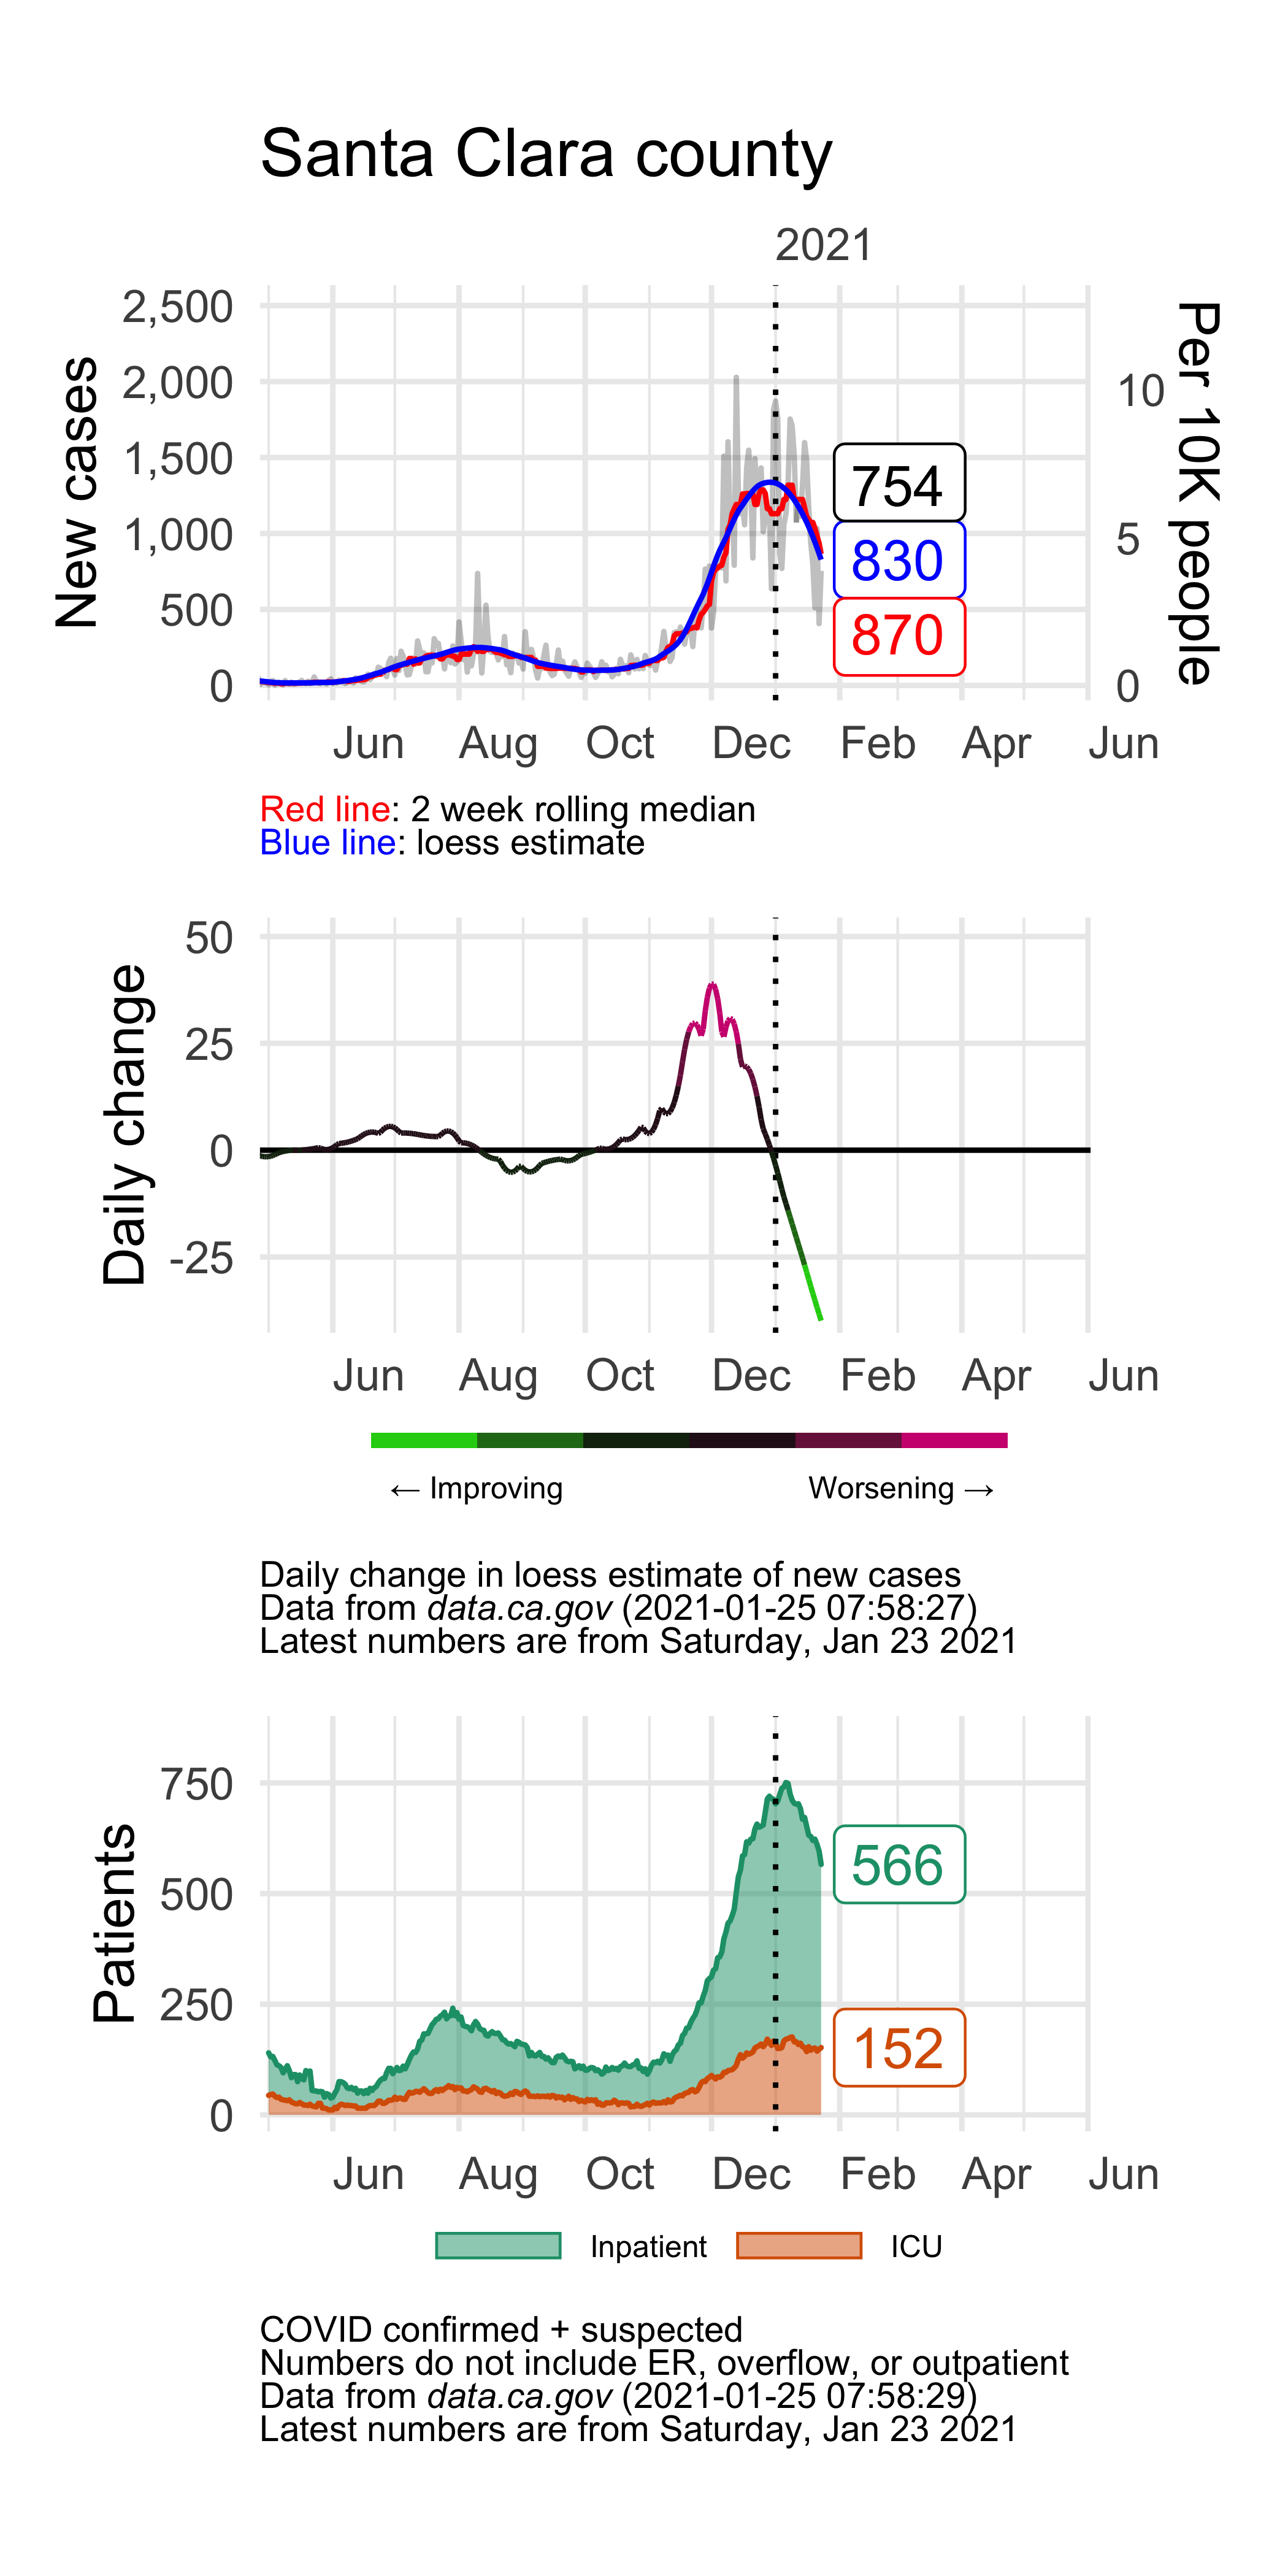 Santa Clara county
2021
New cases
2,500
2,000
1,500
1,000
500
0
Per 10K people
10
5
0
754
830
870
Jun Aug Oct Dec Feb Apr Jun
Red line: 2 week rolling median
Blue line: loess estimate
Daily change
50
25
0
-25
Jun Aug Oct Dec Feb Apr Jun
← Improving Worsening →
Daily change in loess estimate of new cases
Data from data.ca.gov (2021-01-25 07:58:27)
Latest numbers are from Saturday, Jan 23 2021
Patients
750
500
250
0
566
152
Jun Aug Oct Dec Feb Apr Jun
Inpatient ICU
COVID confirmed + suspected
Numbers do not include ER, overflow, or outpatient
Data from data.ca.gov (2021-01-25 07:58:29)
Latest numbers are from Saturday, Jan 23 2021